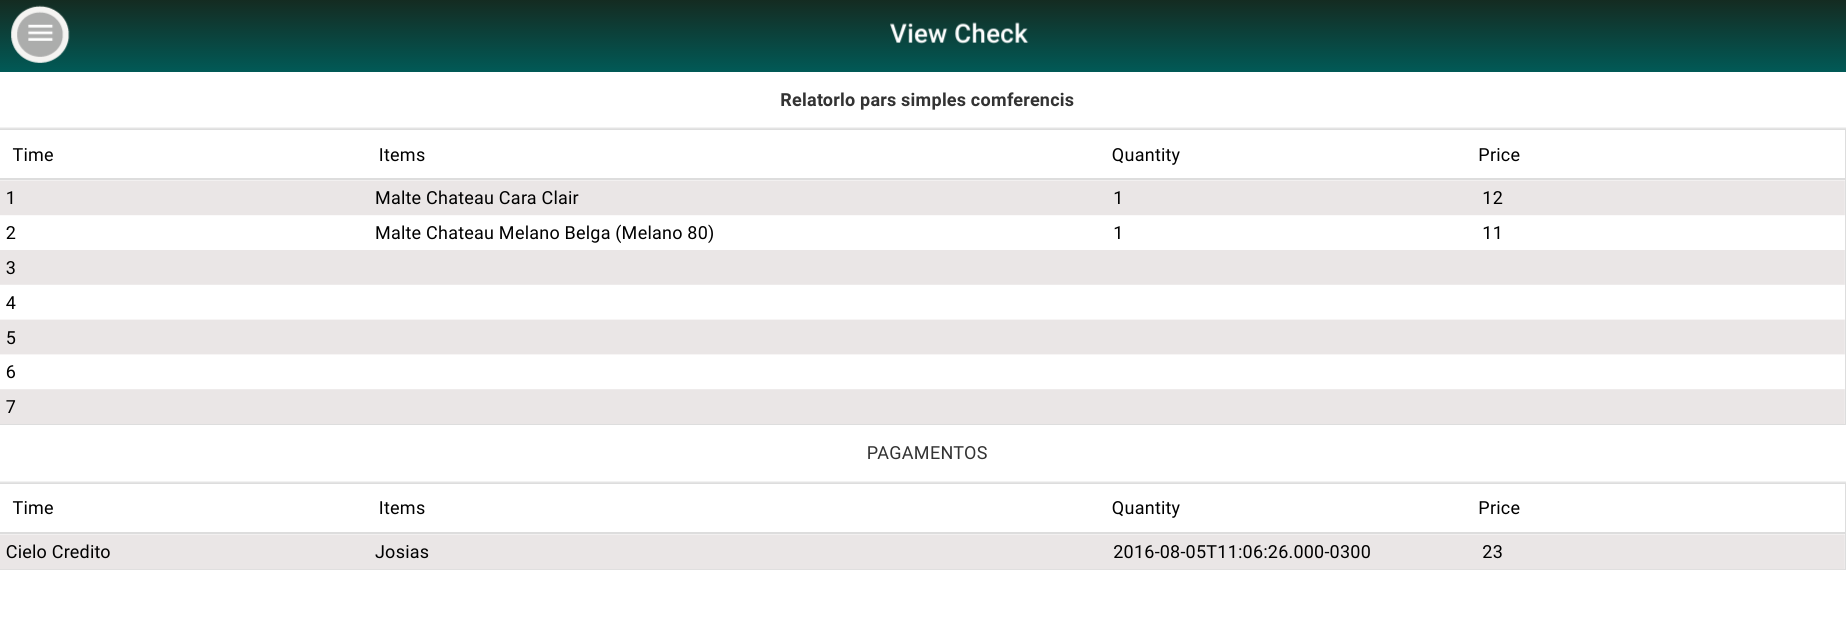 View Check
Relatorlo pars simples comferencis
Time Items Quantity Price
1 Malte Chateau Cara Clair 1 12
2 Malte Chateau Melano Belga (Melano 80) 1 11
3
4
5
6
7
PAGAMENTOS
Time Items Quantity Price
Cielo Credito Josias 2016-08-05T11:06:26.000-0300 23